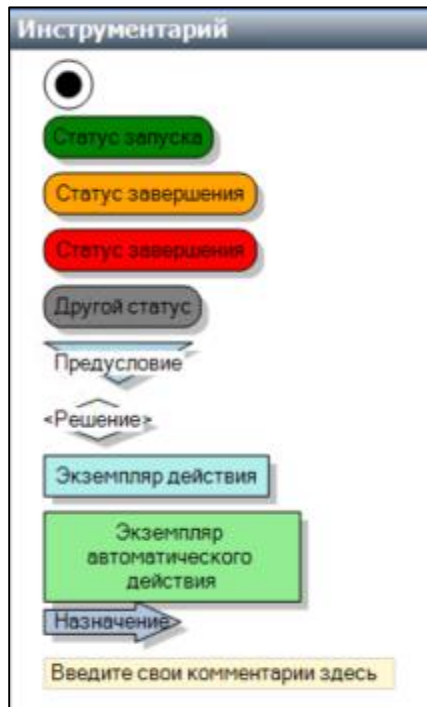 Инструментарий
Статус запуска
Статус завершения
Статус завершения
Другой статус
Предусловие
<Решение>
Экземпляр действия
Экземпляр
автоматического
действия
Назначение
Введите свои комментарии здесь